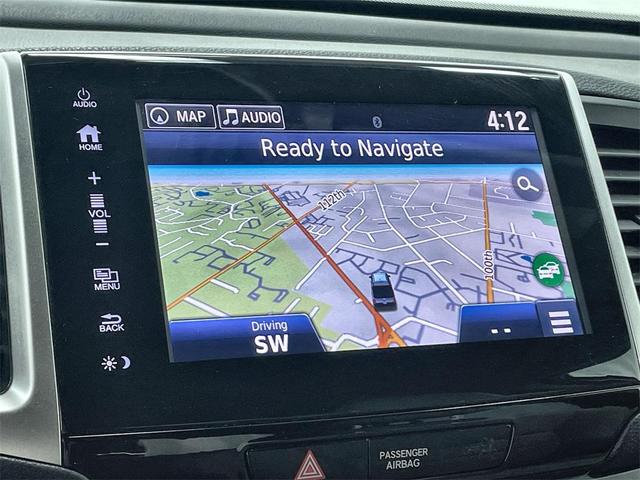 AUDIO
HOME
+
VOL
−
MENU
BACK
MAP
AUDIO
4:12
Ready to Navigate
112th
100th
Driving
SW
--
PASSENGER
AIRBAG